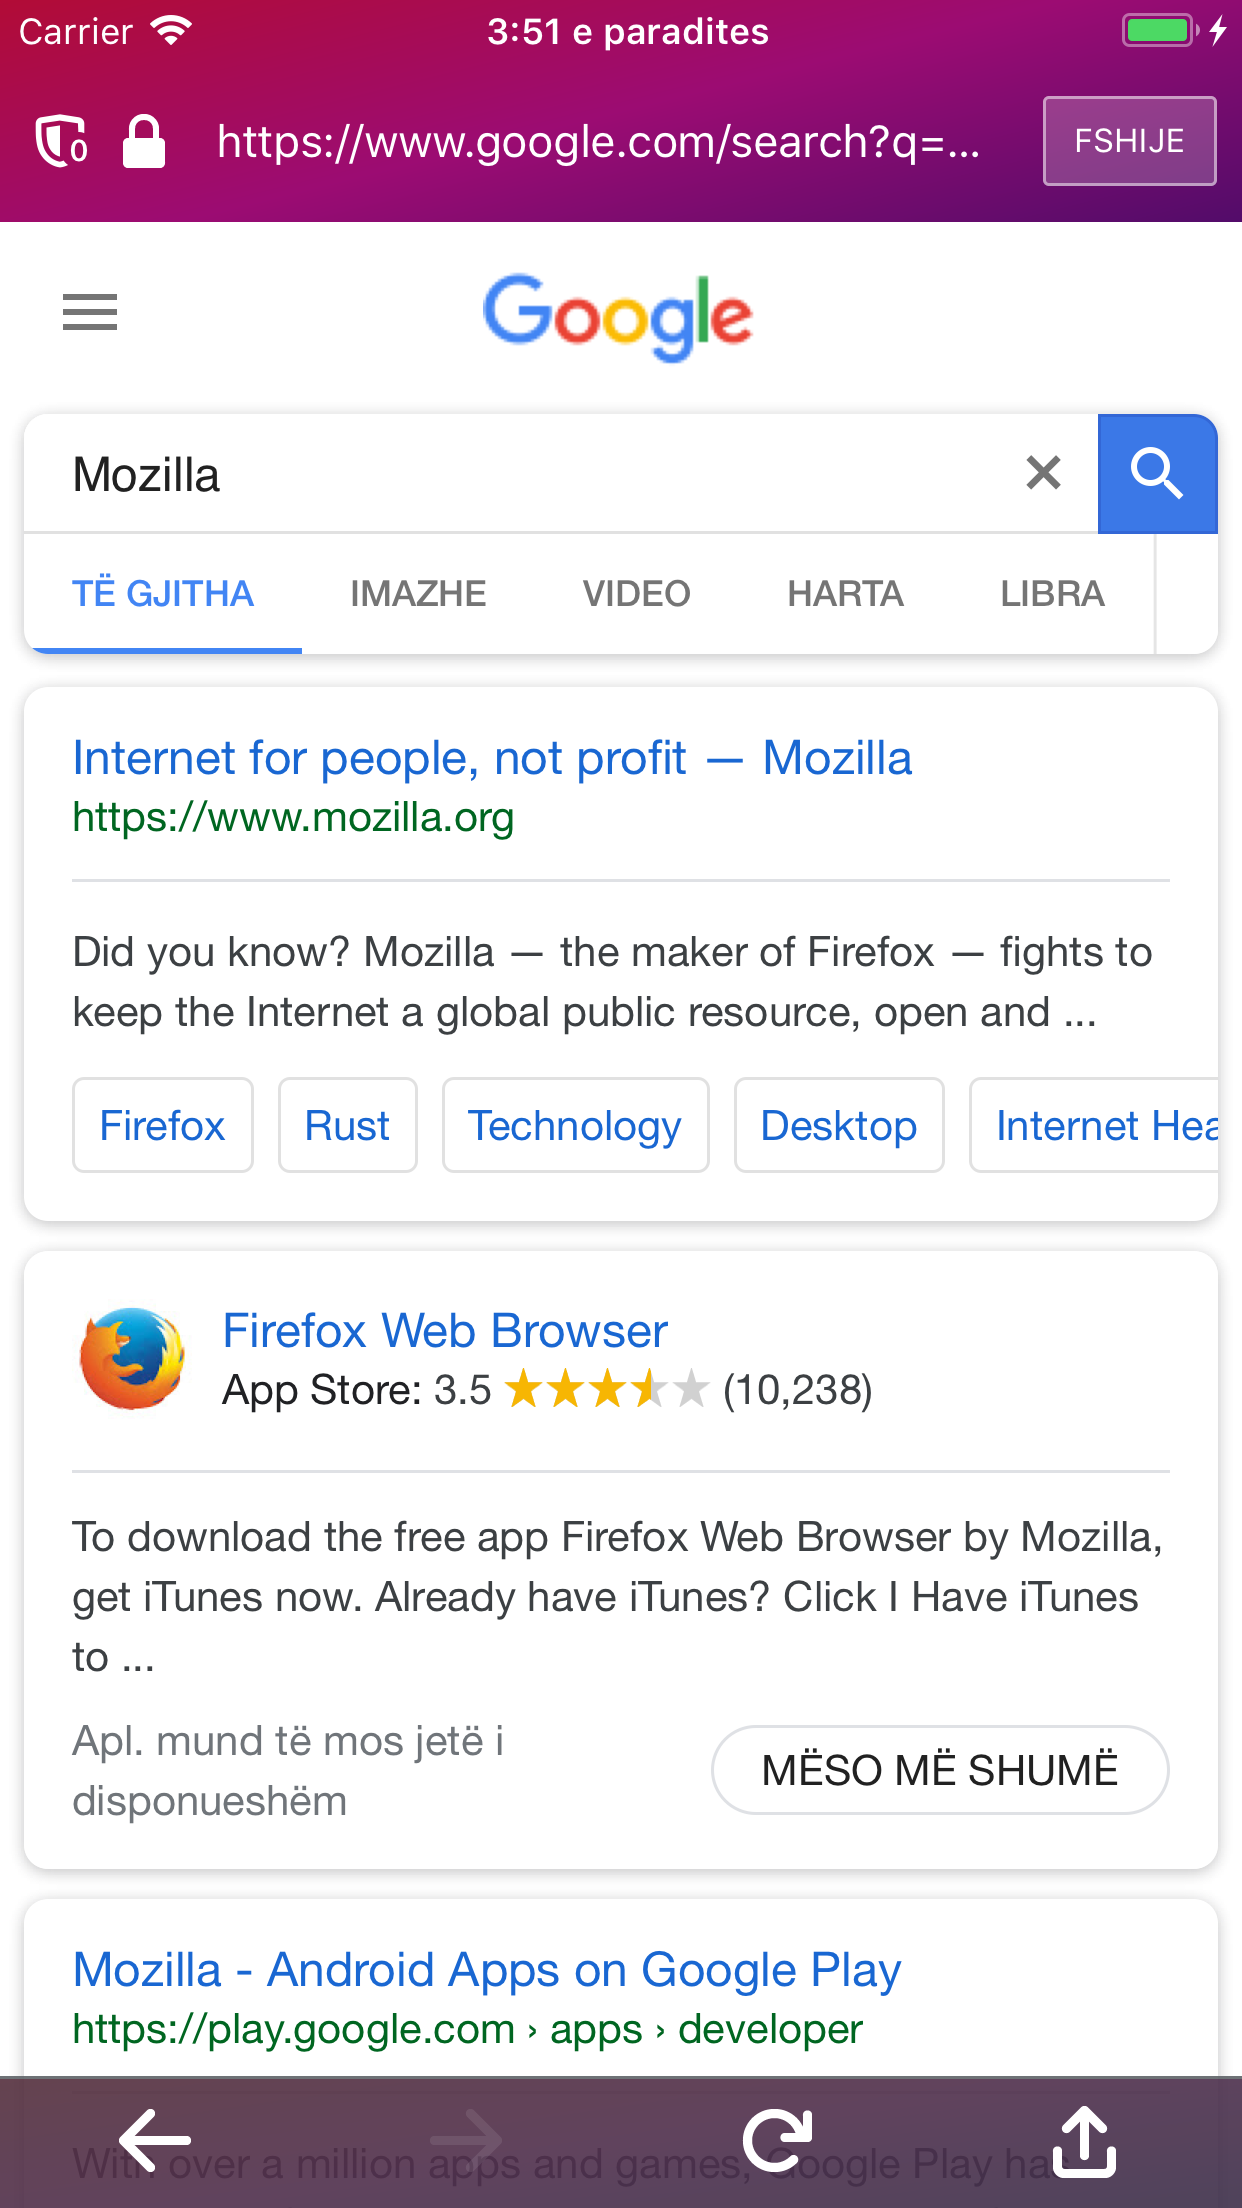 Carrier 3:51 e paradites
0 https://www.google.com/search?q=... FSHIJE
Google
Mozilla
TË GJITHA IMAZHE VIDEO HARTA LIBRA
Internet for people, not profit — Mozilla
https://www.mozilla.org
Did you know? Mozilla — the maker of Firefox — fights to
keep the Internet a global public resource, open and ...
Firefox Rust Technology Desktop Internet Hea
Firefox Web Browser
App Store: 3.5 (10,238)
To download the free app Firefox Web Browser by Mozilla,
get iTunes now. Already have iTunes? Click I Have iTunes
to ...
Apl. mund të mos jetë i
disponueshëm
MËSO MË SHUMË
Mozilla - Android Apps on Google Play
https://play.google.com › apps › developer
With over a million apps and games, Google Play has